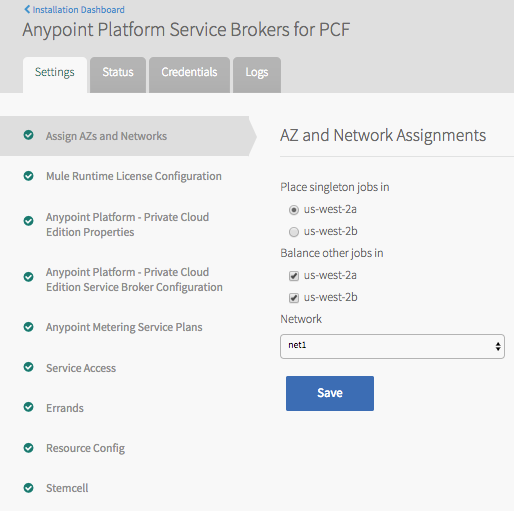 Installation Dashboard
Anypoint Platform Service Brokers for PCF
Settings
Status
Credentials
Logs
Assign AZs and Networks
Mule Runtime License Configuration
Anypoint Platform - Private Cloud
Edition Properties
Anypoint Platform - Private Cloud
Edition Service Broker Configuration
Anypoint Metering Service Plans
Service Access
Errands
Resource Config
Stemcell
AZ and Network Assignments
Place singleton jobs in
us-west-2a
us-west-2b
Balance other jobs in
us-west-2a
us-west-2b
Network
net1
Save